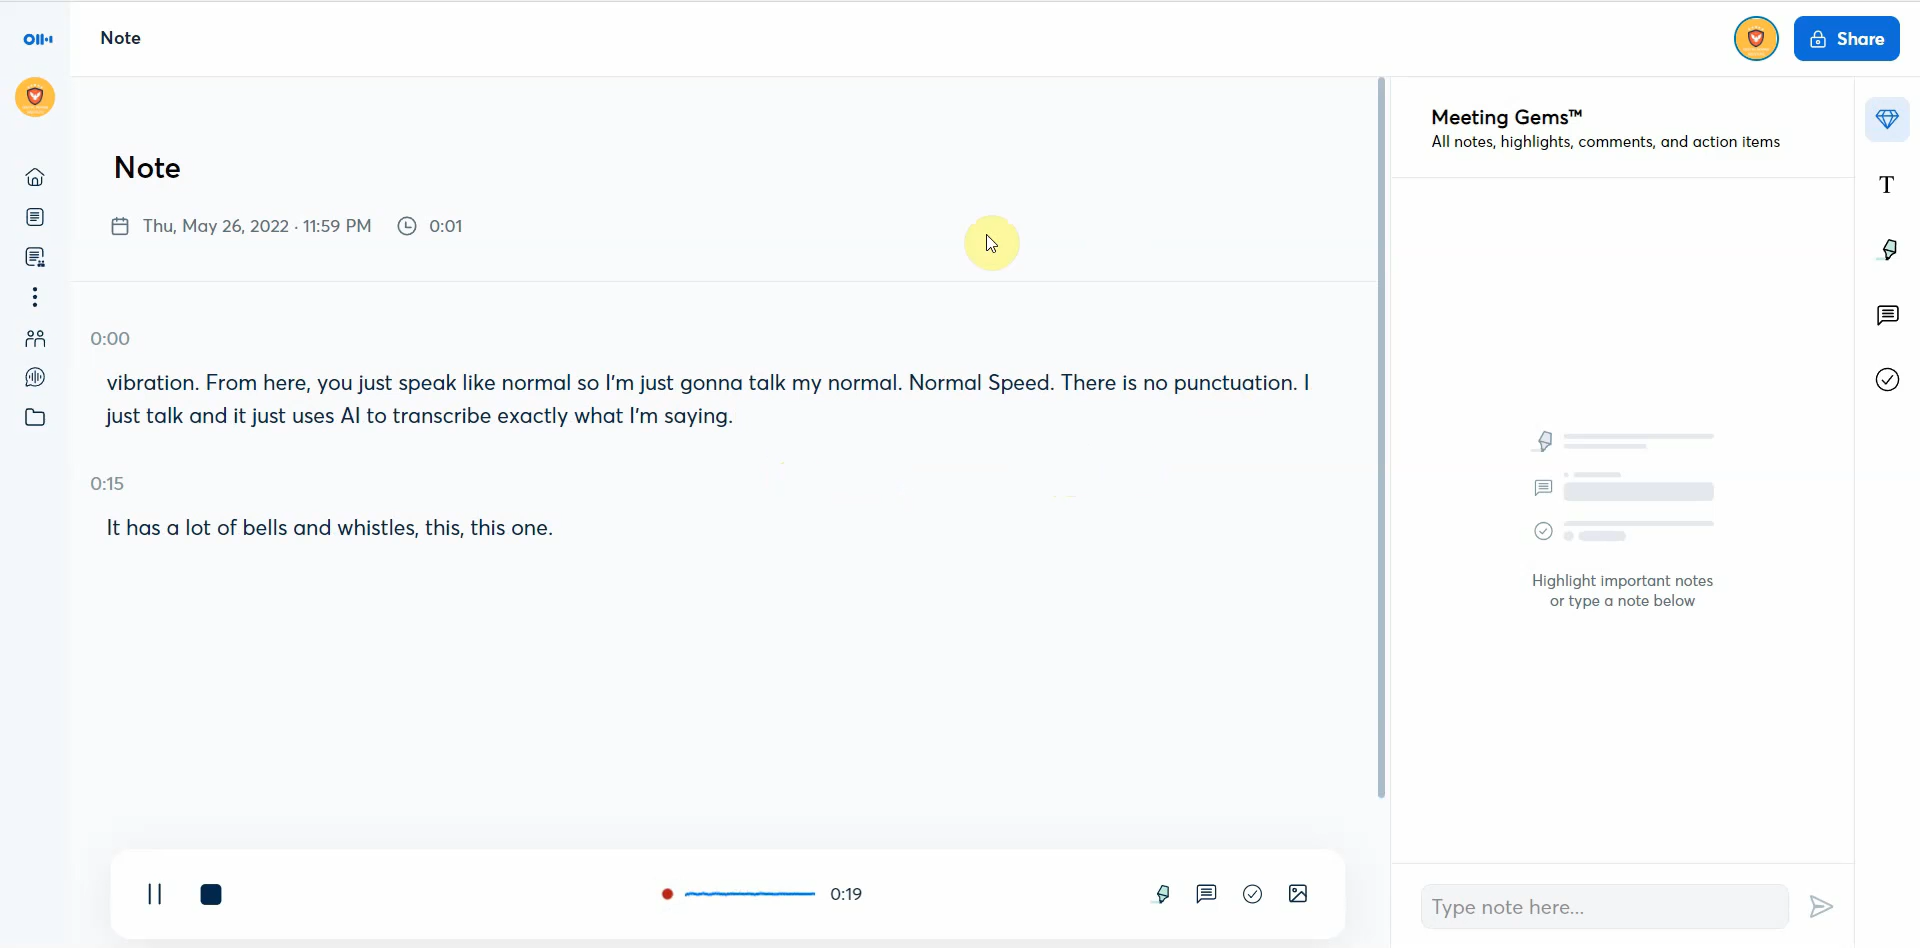 Note
Share
Note
Thu, May 26, 2022 · 11:59 PM 0:01
0:00
vibration. From here, you just speak like normal so I'm just gonna talk my normal. Normal Speed. There is no punctuation. I
just talk and it just uses AI to transcribe exactly what I'm saying.
0:15
It has a lot of bells and whistles, this, this one.
0:19
Meeting Gems™
All notes, highlights, comments, and action items
T
Highlight important notes
or type a note below
Type note here...